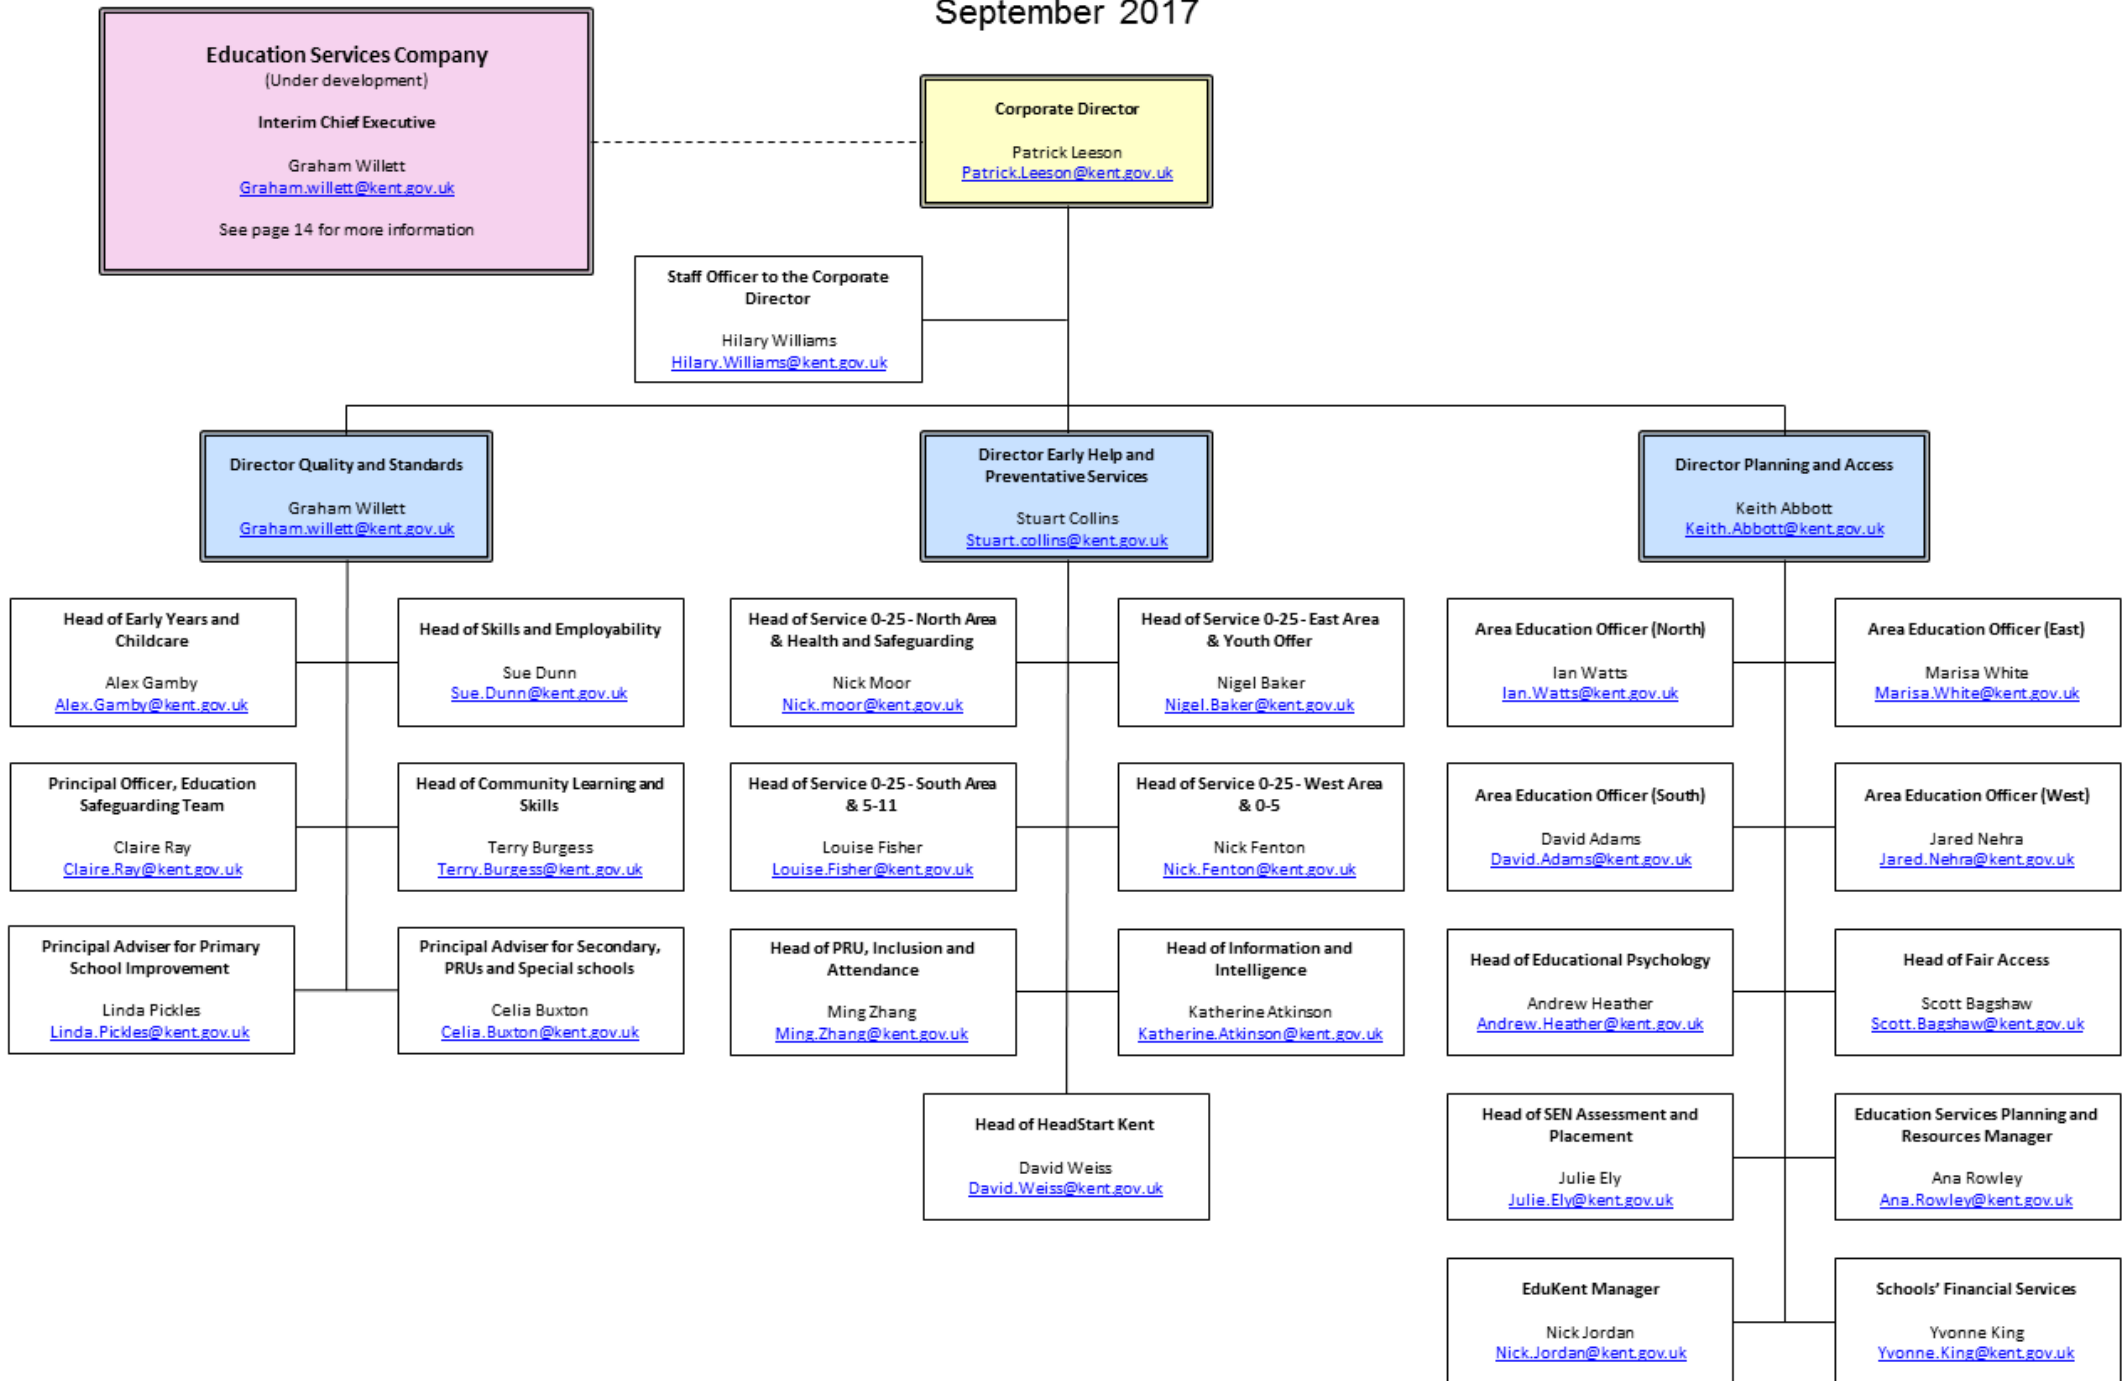 September 2017
Education Services Company
(Under development)
Interim Chief Executive
Graham Willett
Graham.willett@kent.gov.uk
See page 14 for more information
Corporate Director
Patrick Leeson
Patrick.Leeson@kent.gov.uk
Staff Officer to the Corporate
Director
Hilary Williams
Hilary.Williams@kent.gov.uk
Director Quality and Standards
Graham Willett
Graham.willett@kent.gov.uk
Director Early Help and
Preventative Services
Stuart Collins
Stuart.collins@kent.gov.uk
Director Planning and Access
Keith Abbott
Keith.Abbott@kent.gov.uk
Head of Early Years and
Childcare
Alex Gamby
Alex.Gamby@kent.gov.uk
Head of Skills and Employability
Sue Dunn
Sue.Dunn@kent.gov.uk
Head of Service 0-25 - North Area
& Health and Safeguarding
Nick Moor
Nick.moor@kent.gov.uk
Head of Service 0-25 - East Area
& Youth Offer
Nigel Baker
Nigel.Baker@kent.gov.uk
Area Education Officer (North)
Ian Watts
Ian.Watts@kent.gov.uk
Area Education Officer (East)
Marisa White
Marisa.White@kent.gov.uk
Principal Officer, Education
Safeguarding Team
Claire Ray
Claire.Ray@kent.gov.uk
Head of Community Learning and
Skills
Terry Burgess
Terry.Burgess@kent.gov.uk
Head of Service 0-25 - South Area
& 5-11
Louise Fisher
Louise.Fisher@kent.gov.uk
Head of Service 0-25 - West Area
& 0-5
Nick Fenton
Nick.Fenton@kent.gov.uk
Area Education Officer (South)
David Adams
David.Adams@kent.gov.uk
Area Education Officer (West)
Jared Nehra
Jared.Nehra@kent.gov.uk
Principal Adviser for Primary
School Improvement
Linda Pickles
Linda.Pickles@kent.gov.uk
Principal Adviser for Secondary,
PRUs and Special schools
Celia Buxton
Celia.Buxton@kent.gov.uk
Head of PRU, Inclusion and
Attendance
Ming Zhang
Ming.Zhang@kent.gov.uk
Head of Information and
Intelligence
Katherine Atkinson
Katherine.Atkinson@kent.gov.uk
Head of Educational Psychology
Andrew Heather
Andrew.Heather@kent.gov.uk
Head of Fair Access
Scott Bagshaw
Scott.Bagshaw@kent.gov.uk
Head of HeadStart Kent
David Weiss
David.Weiss@kent.gov.uk
Head of SEN Assessment and
Placement
Julie Ely
Julie.Ely@kent.gov.uk
Education Services Planning and
Resources Manager
Ana Rowley
Ana.Rowley@kent.gov.uk
EduKent Manager
Nick Jordan
Nick.Jordan@kent.gov.uk
Schools' Financial Services
Yvonne King
Yvonne.King@kent.gov.uk